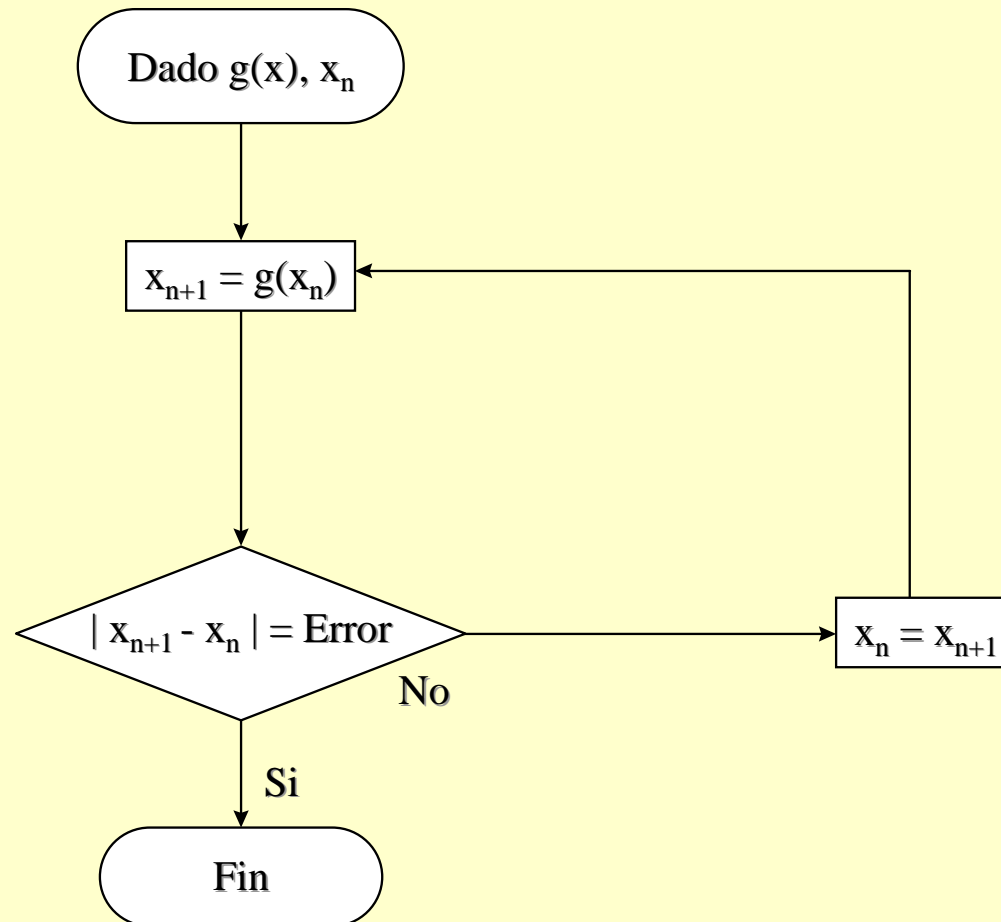 Dado g(x), xₙ
xₙ₊₁ = g(xₙ)
| xₙ₊₁ - xₙ | = Error
xₙ = xₙ₊₁
No
Si
Fin